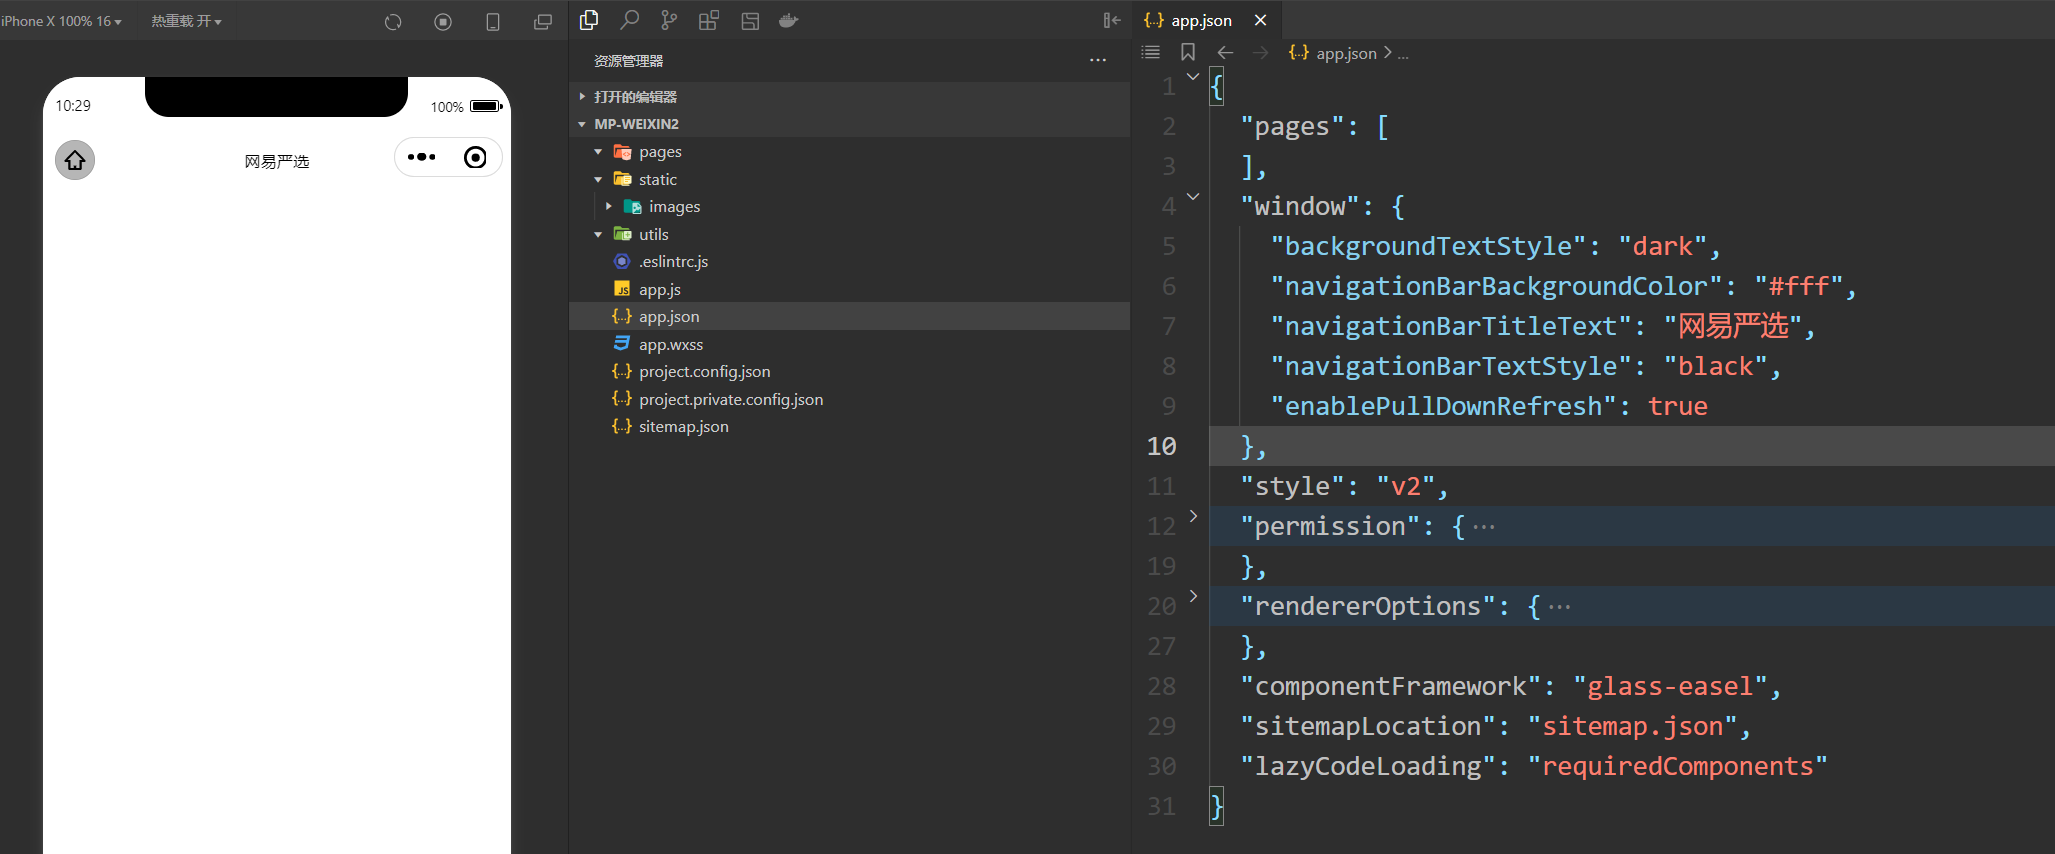 iPhone X 100% 16
热重载 开
10:29
100%
网易严选
资源管理器
打开的编辑器
MP-WEIXIN2
pages
static
images
utils
.eslintrc.js
app.js
app.json
app.wxss
project.config.json
project.private.config.json
sitemap.json
app.json
app.json > ...
1 {
2 "pages": [
3 ],
4 "window": {
5 "backgroundTextStyle": "dark",
6 "navigationBarBackgroundColor": "#fff",
7 "navigationBarTitleText": "网易严选",
8 "navigationBarTextStyle": "black",
9 "enablePullDownRefresh": true
10 },
11 "style": "v2",
12 "permission": {···
19 },
20 "rendererOptions": {···
27 },
28 "componentFramework": "glass-easel",
29 "sitemapLocation": "sitemap.json",
30 "lazyCodeLoading": "requiredComponents"
31 }